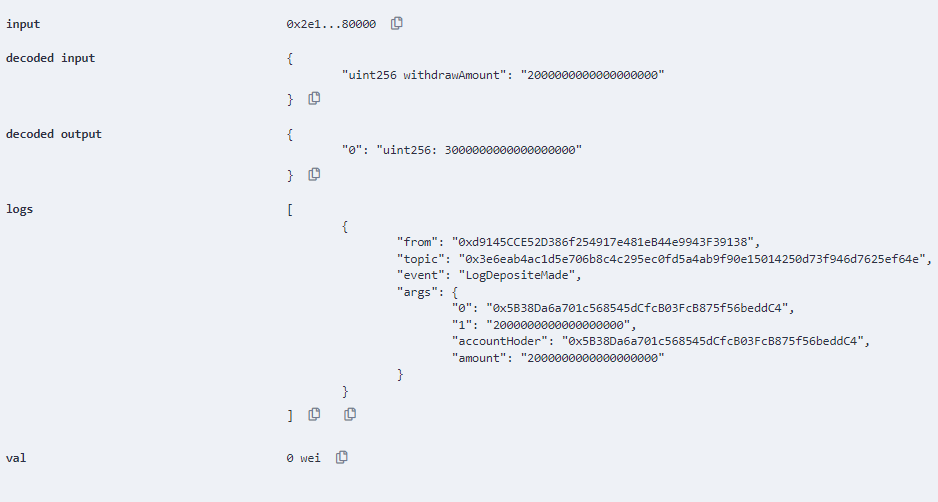 input 0x2e1...80000
decoded input {
"uint256 withdrawAmount": "2000000000000000000"
}
decoded output {
"0": "uint256: 3000000000000000000"
}
logs [
{
"from": "0xd9145CCE52D386f254917e481eB44e9943F39138",
"topic": "0x3e6eab4ac1d5e706b8c4c295ec0fd5a4ab9f90e15014250d73f946d7625ef64e",
"event": "LogDepositeMade",
"args": {
"0": "0x5B38Da6a701c568545dCfcB03FcB875f56beddC4",
"1": "2000000000000000000",
"accountHoder": "0x5B38Da6a701c568545dCfcB03FcB875f56beddC4",
"amount": "2000000000000000000"
}
}
]
val 0 wei